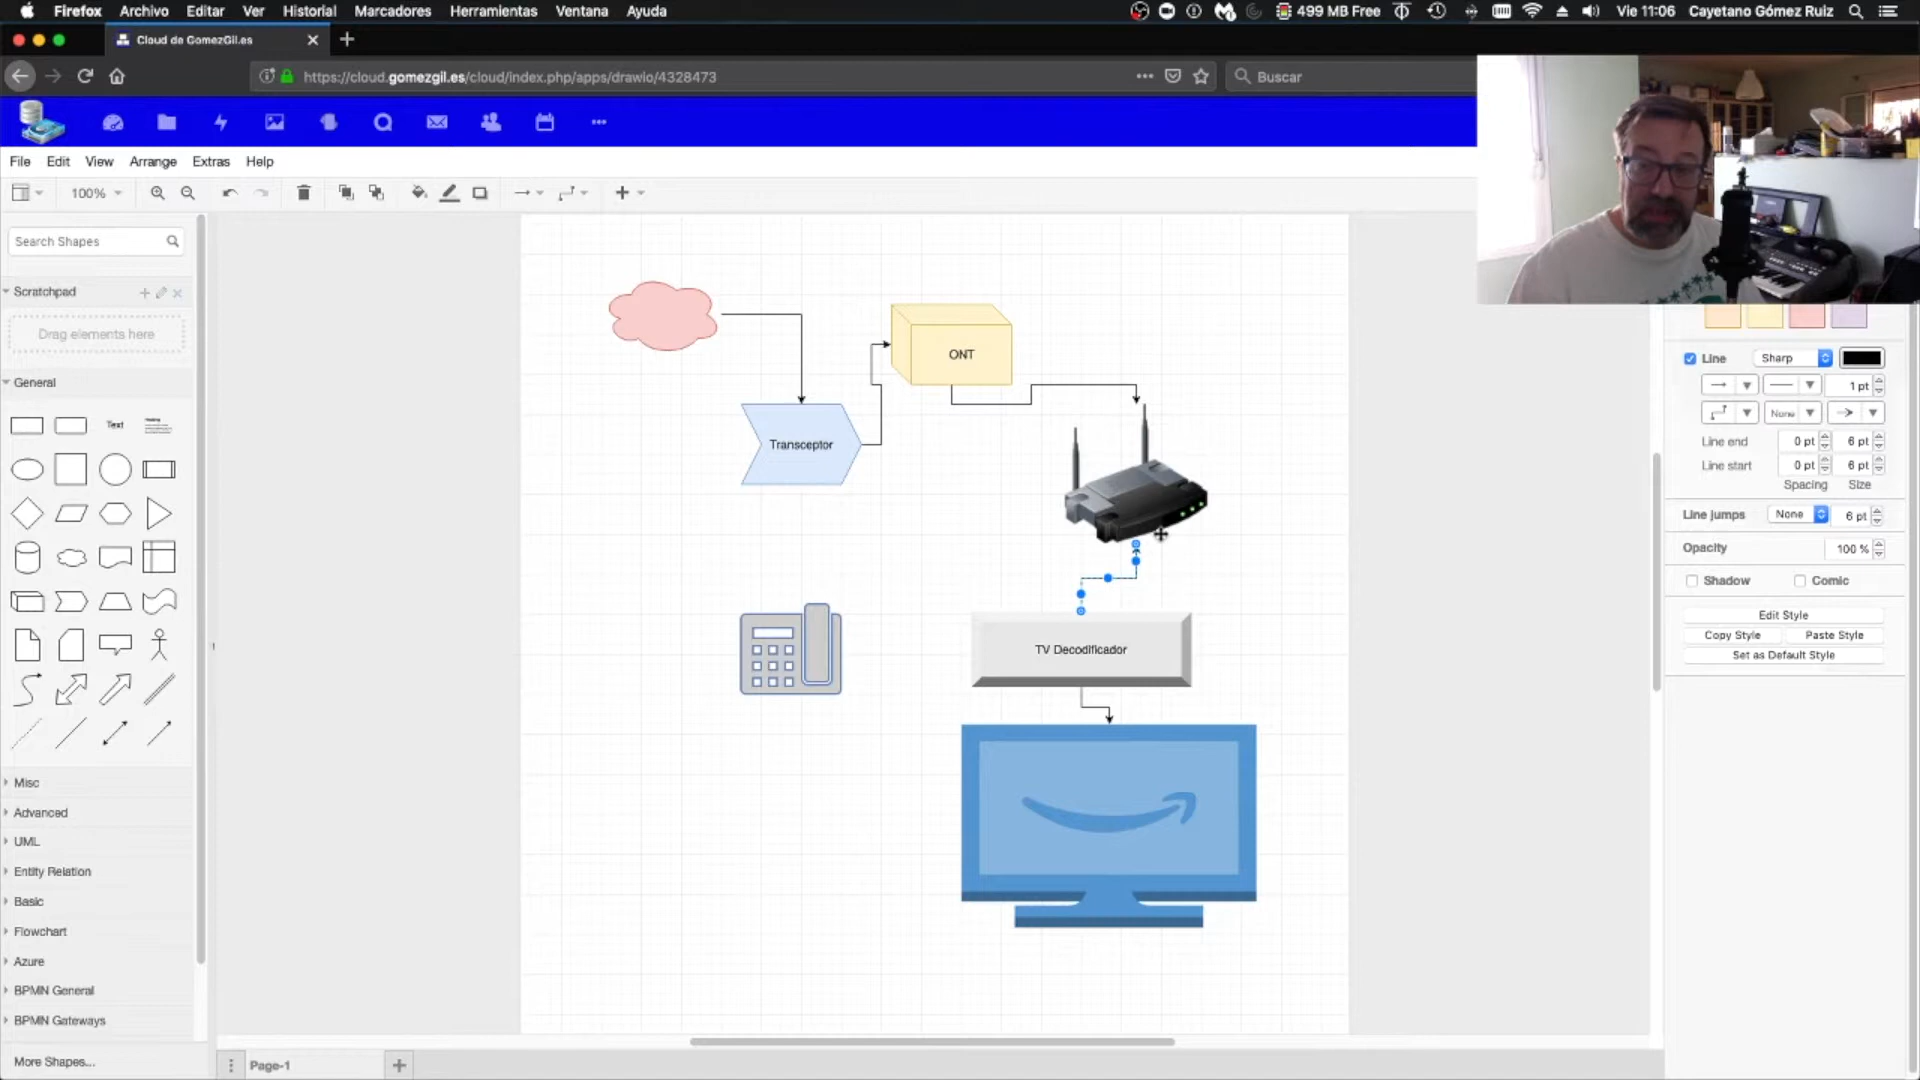 Firefox Archivo Editar Ver Historial Marcadores Herramientas Ventana Ayuda 499 MB Free Vie 11:06 Cayetano Gómez Ruiz
Cloud de GomezGil.es
https://cloud.gomezgil.es/cloud/index.php/apps/drawio/4328473
Buscar
File Edit View Arrange Extras Help
100%
Search Shapes
Scratchpad
Drag elements here
General
Text
Heading
Misc
Advanced
UML
Entity Relation
Basic
Flowchart
Azure
BPMN General
BPMN Gateways
More Shapes...
ONT
Transceptor
TV Decodificador
Page-1
Line Sharp
1 pt
None
Line end 0 pt 6 pt
Line start 0 pt 6 pt
Spacing Size
Line jumps None 6 pt
Opacity 100 %
Shadow Comic
Edit Style
Copy Style Paste Style
Set as Default Style